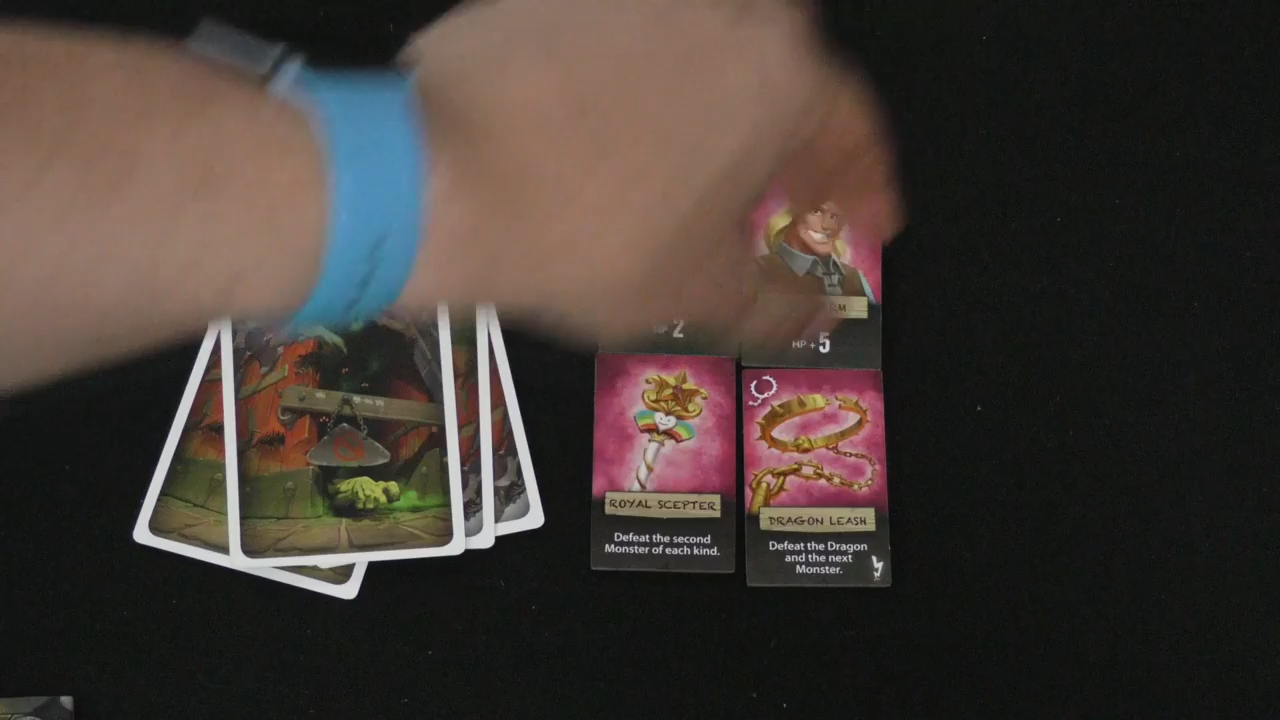 HP 2
HP + 5
ROYAL SCEPTER
Defeat the second
Monster of each kind.
DRAGON LEASH
Defeat the Dragon
and the next
Monster.